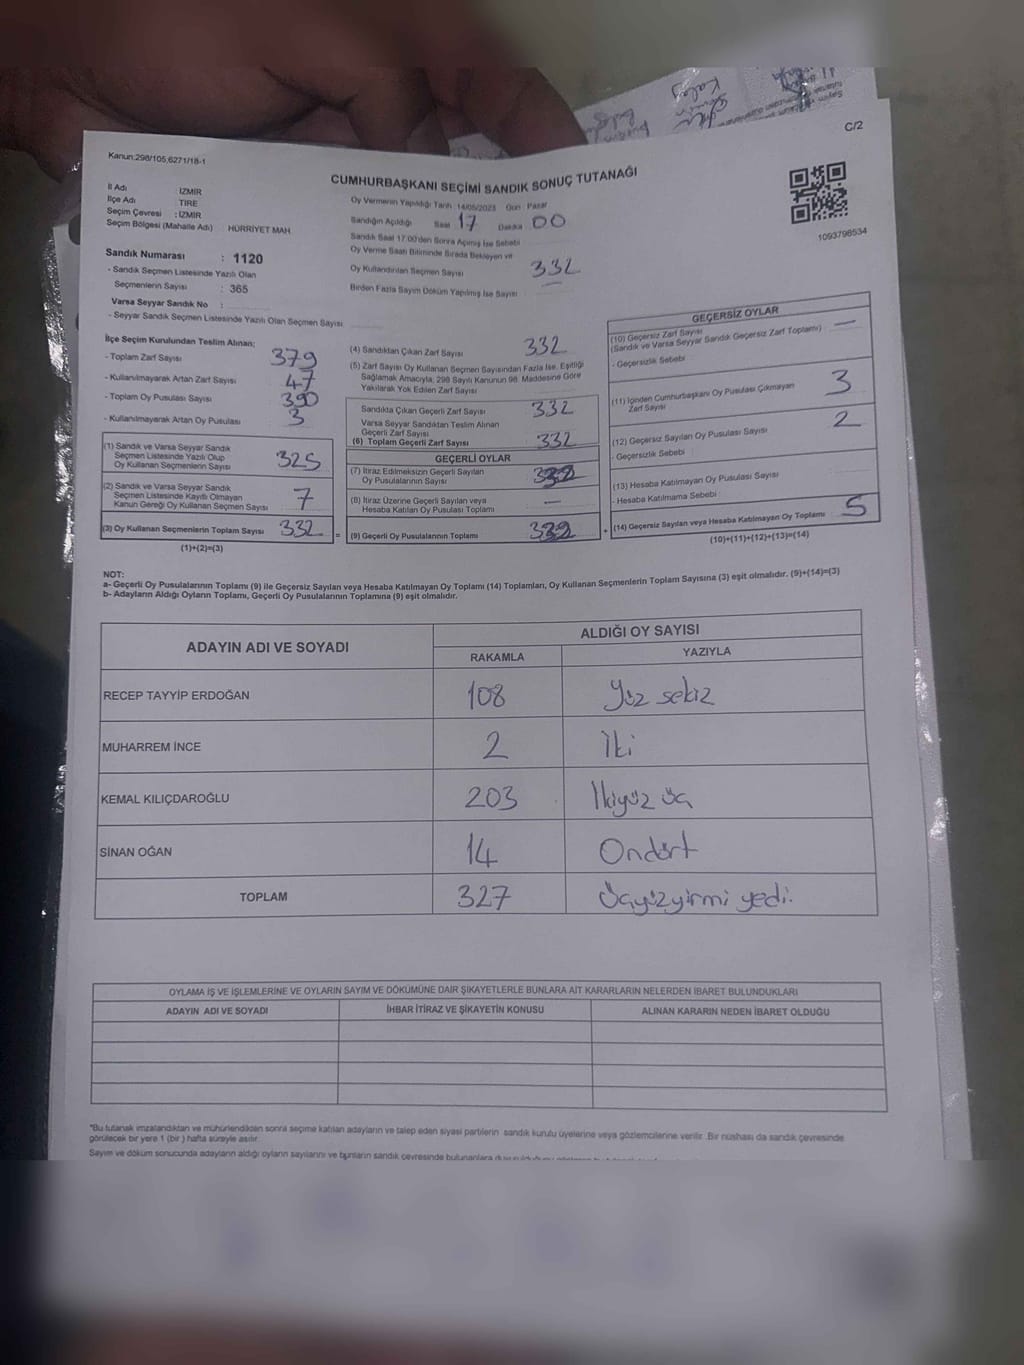 C/2
Kanun:298/105,6271/18-1
CUMHURBAŞKANI SEÇİMİ SANDIK SONUÇ TUTANAĞI
İl Adı : İZMİR
İlçe Adı : TİRE
Seçim Çevresi : İZMİR
Seçim Bölgesi (Mahalle Adı) HÜRRİYET MAH.
Oy Vermenin Yapıldığı Tarih : 14/05/2023 Gün : Pazar
Sandığın Açıldığı Saat 17 Dakika 00
Sandık Saat 17:00'den Sonra Açılmış İse Sebebi
Oy Verme Saati Bitiminde Sırada Bekleyen
Oy Kullandırılan Seçmen Sayısı 332
Birden Fazla Sayım Döküm Yapılmış İse Sayısı
1093798534
Sandık Numarası : 1120
- Sandık Seçmen Listesinde Yazılı Olan
Seçmenlerin Sayısı : 365
Varsa Seyyar Sandık No :
- Seyyar Sandık Seçmen Listesinde Yazılı Olan Seçmen Sayısı:
İlçe Seçim Kurulundan Teslim Alınan;
- Toplam Zarf Sayısı 379
- Kullanılmayarak Artan Zarf Sayısı 47
- Toplam Oy Pusulası Sayısı 390
- Kullanılmayarak Artan Oy Pusulası 3
(1) Sandık ve Varsa Seyyar Sandık
Seçmen Listesinde Yazılı Olup
Oy Kullanan Seçmenlerin Sayısı 325
(2) Sandık ve Varsa Seyyar Sandık
Seçmen Listesinde Kayıtlı Olmayan
Kanun Gereği Oy Kullanan Seçmen Sayısı 7
(3) Oy Kullanan Seçmenlerin Toplam Sayısı 332 =
(1)+(2)=(3)
(4) Sandıktan Çıkan Zarf Sayısı 332
(5) Zarf Sayısı Oy Kullanan Seçmen Sayısından Fazla İse, Eşitliği
Sağlamak Amacıyla; 298 Sayılı Kanunun 98. Maddesine Göre
Yakılarak Yok Edilen Zarf Sayısı
Sandıkta Çıkan Geçerli Zarf Sayısı 332
Varsa Seyyar Sandıktan Teslim Alınan
Geçerli Zarf Sayısı
(6) Toplam Geçerli Zarf Sayısı 332
GEÇERLİ OYLAR
(7) İtiraz Edilmeksizin Geçerli Sayılan
Oy Pusulalarının Sayısı
(8) İtiraz Üzerine Geçerli Sayılan veya
Hesaba Katılan Oy Pusulası Toplamı —
(9) Geçerli Oy Pusulalarının Toplamı +
GEÇERSİZ OYLAR
(10) Geçersiz Zarf Sayısı —
(Sandık ve Varsa Seyyar Sandık Geçersiz Zarf Toplamı)
- Geçersizlik Sebebi :
(11) İçinden Cumhurbaşkanı Oy Pusulası Çıkmayan
Zarf Sayısı 3
(12) Geçersiz Sayılan Oy Pusulası Sayısı 2
- Geçersizlik Sebebi :
(13) Hesaba Katılmayan Oy Pusulası Sayısı
- Hesaba Katılmama Sebebi :
(14) Geçersiz Sayılan veya Hesaba Katılmayan Oy Toplamı 5
(10)+(11)+(12)+(13)=(14)
NOT:
a- Geçerli Oy Pusulalarının Toplamı (9) ile Geçersiz Sayılan veya Hesaba Katılmayan Oy Toplamı (14) Toplamları, Oy Kullanan Seçmenlerin Toplam Sayısına (3) eşit olmalıdır. (9)+(14)=(3)
b- Adayların Aldığı Oyların Toplamı, Geçerli Oy Pusulalarının Toplamına (9) eşit olmalıdır.
ADAYIN ADI VE SOYADI
ALDIĞI OY SAYISI
RAKAMLA YAZIYLA
RECEP TAYYİP ERDOĞAN 108 Yüz sekiz
MUHARREM İNCE 2 İki
KEMAL KILIÇDAROĞLU 203 İkiyüz üç
SİNAN OĞAN 14 Ondört
TOPLAM 327 Üçyüzyirmi yedi.
OYLAMA İŞ VE İŞLEMLERİNE VE OYLARIN SAYIM VE DÖKÜMÜNE DAİR ŞİKAYETLERLE BUNLARA AİT KARARLARIN NELERDEN İBARET BULUNDUKLARI
ADAYIN ADI VE SOYADI İHBAR İTİRAZ VE ŞİKAYETİN KONUSU ALINAN KARARIN NEDEN İBARET OLDUĞU
*Bu tutanak imzalandıktan ve mühürlendikten sonra seçime katılan adayların ve talep eden siyasi partilerin sandık kurulu üyelerine veya gözlemcilerine verilir. Bir nüshası da sandık çevresinde
görülecek bir yere 1 (bir ) hafta süreyle asılır.
Sayım ve döküm sonucunda adayların aldığı oyların sayılarını ve bunların sandık çevresinde bulunanlara